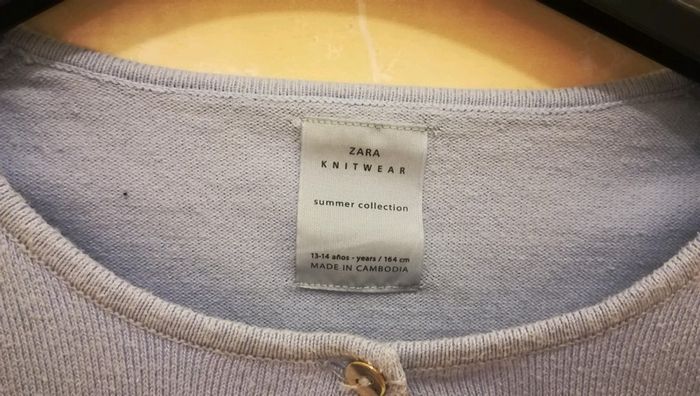 ZARA
KNITWEAR
summer collection
13-14 años - years / 164 cm
MADE IN CAMBODIA